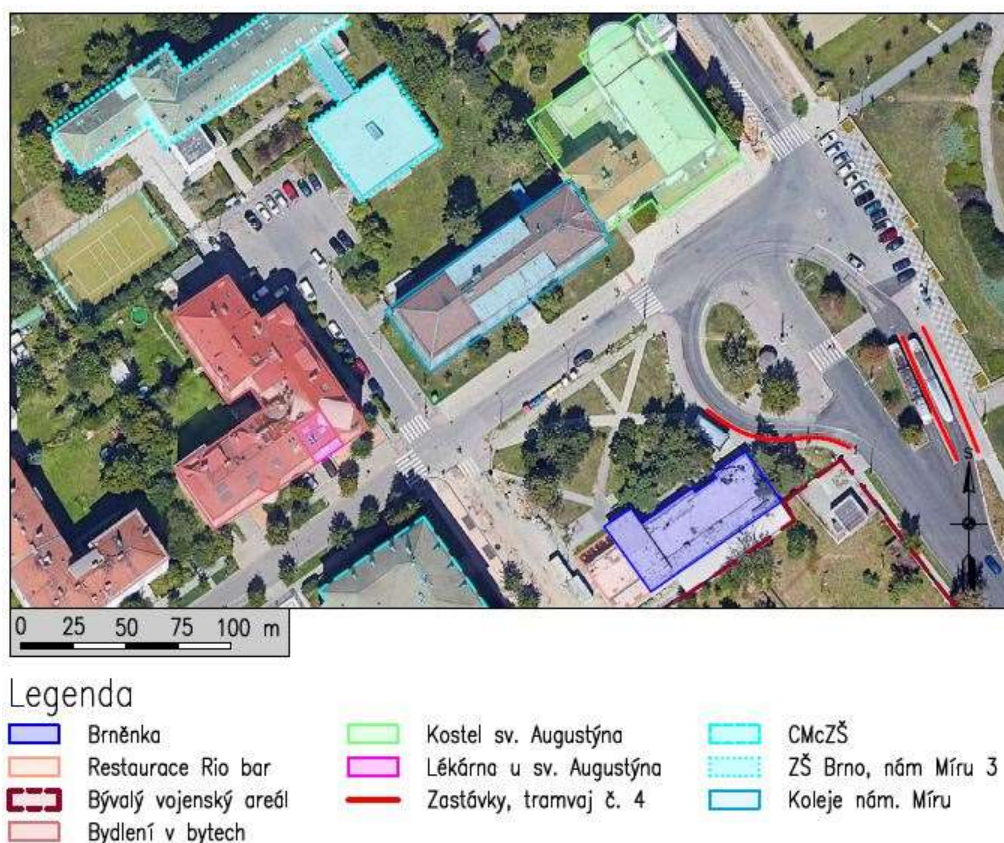 S
0 25 50 75 100 m
Legenda
Brněnka
Restaurace Rio bar
Bývalý vojenský areál
Bydlení v bytech
Kostel sv. Augustýna
Lékárna u sv. Augustýna
Zastávky, tramvaj č. 4
CMcZŠ
ZŠ Brno, nám Míru 3
Koleje nám. Míru